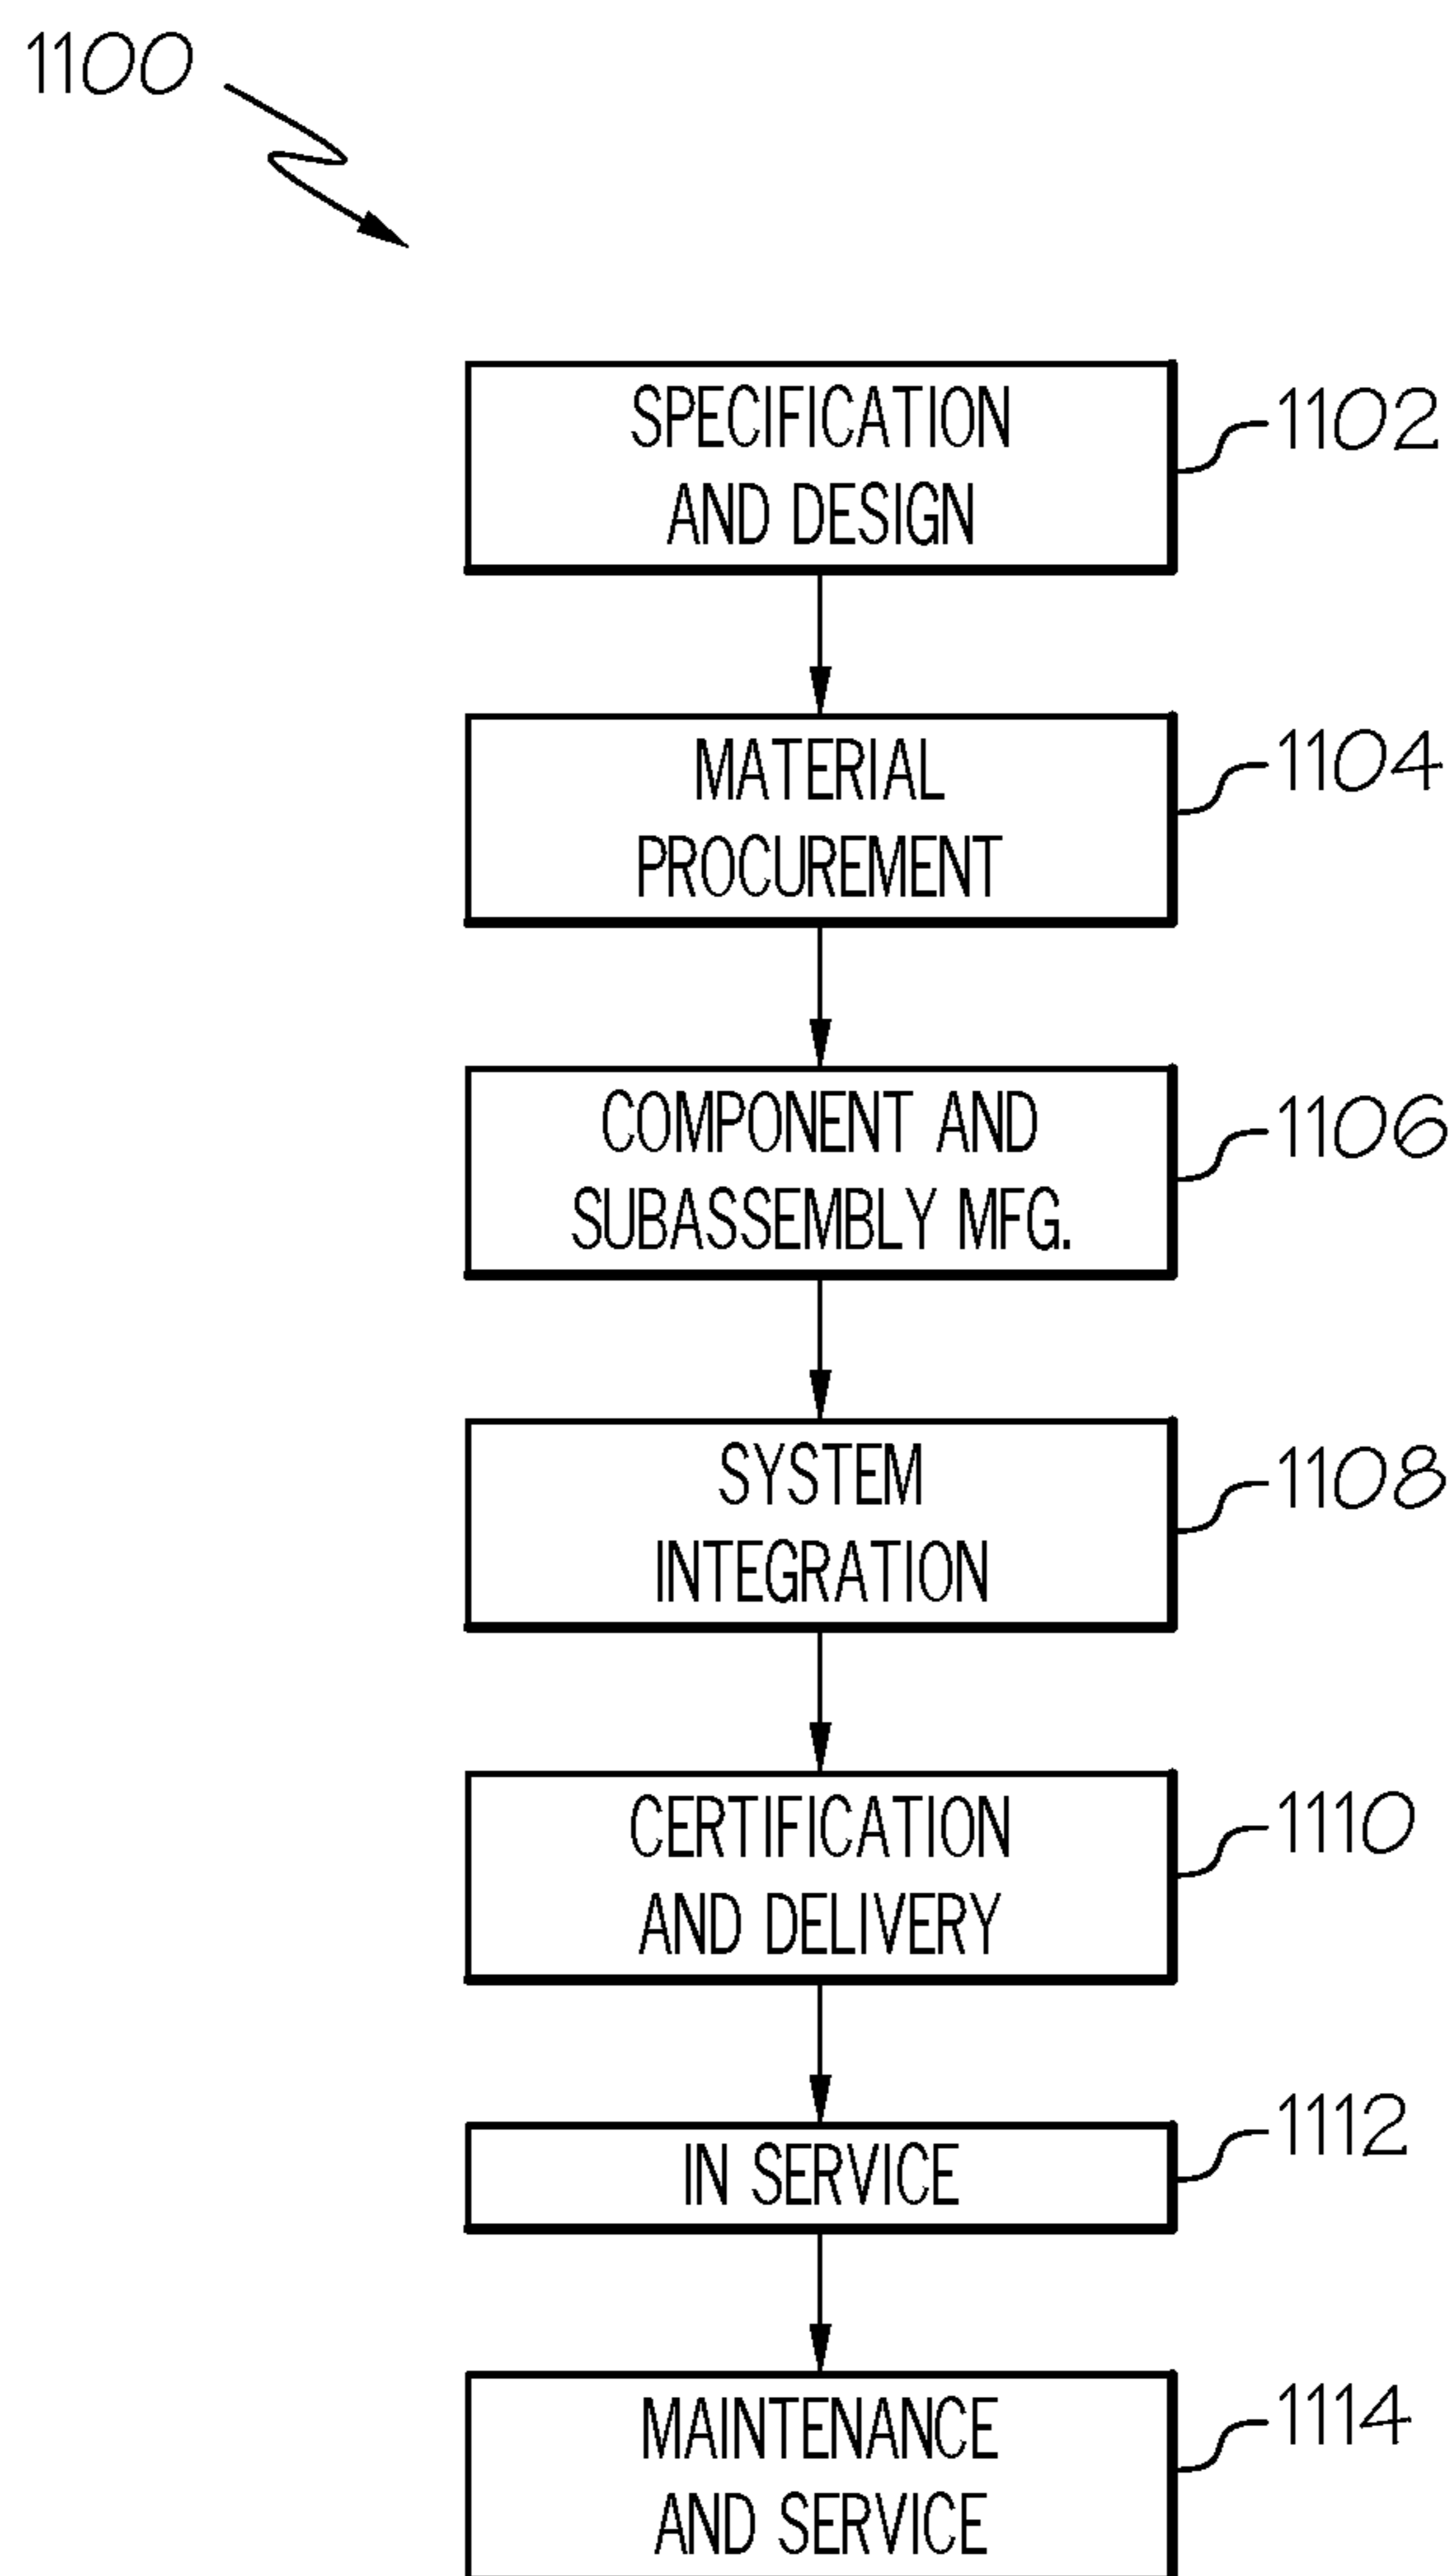 1100
SPECIFICATION
AND DESIGN
1102
MATERIAL
PROCUREMENT
1104
COMPONENT AND
SUBASSEMBLY MFG.
1106
SYSTEM
INTEGRATION
1108
CERTIFICATION
AND DELIVERY
1110
IN SERVICE
1112
MAINTENANCE
AND SERVICE
1114